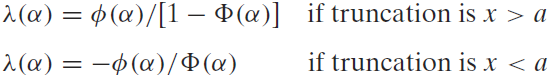 λ(α) = ϕ(α)/[1 − Φ(α)] if truncation is x > a
λ(α) = −ϕ(α)/Φ(α) if truncation is x < a